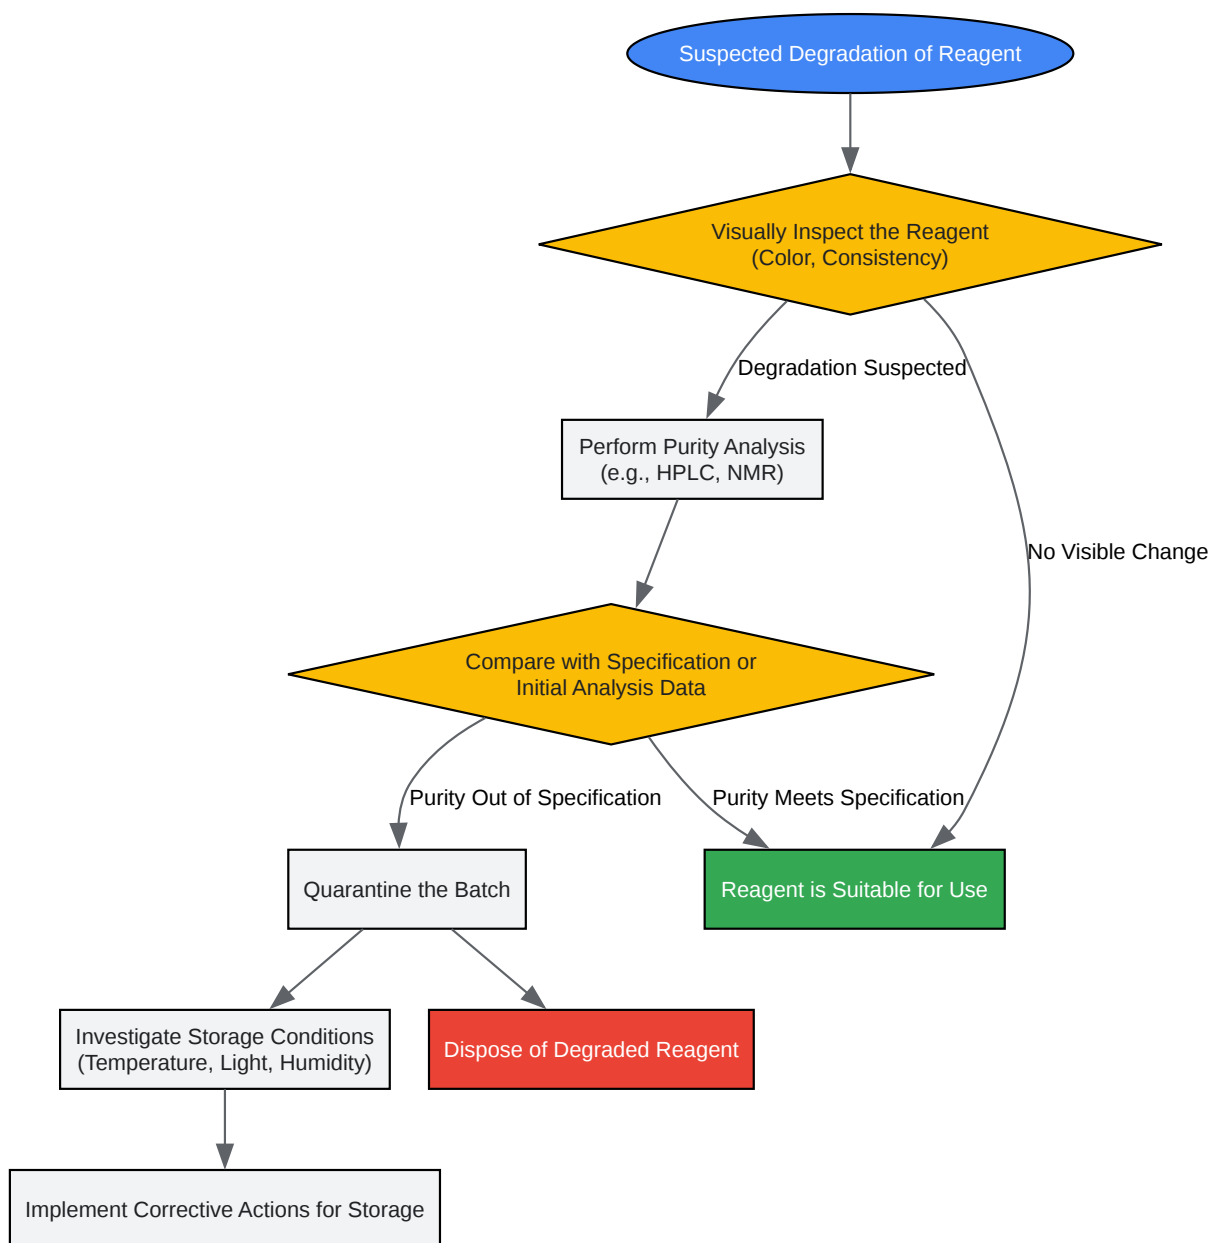 Suspected Degradation of Reagent
Visually Inspect the Reagent
(Color, Consistency)
Degradation Suspected
Perform Purity Analysis
(e.g., HPLC, NMR)
No Visible Change
Compare with Specification or
Initial Analysis Data
Purity Out of Specification
Purity Meets Specification
Quarantine the Batch
Reagent is Suitable for Use
Investigate Storage Conditions
(Temperature, Light, Humidity)
Dispose of Degraded Reagent
Implement Corrective Actions for Storage